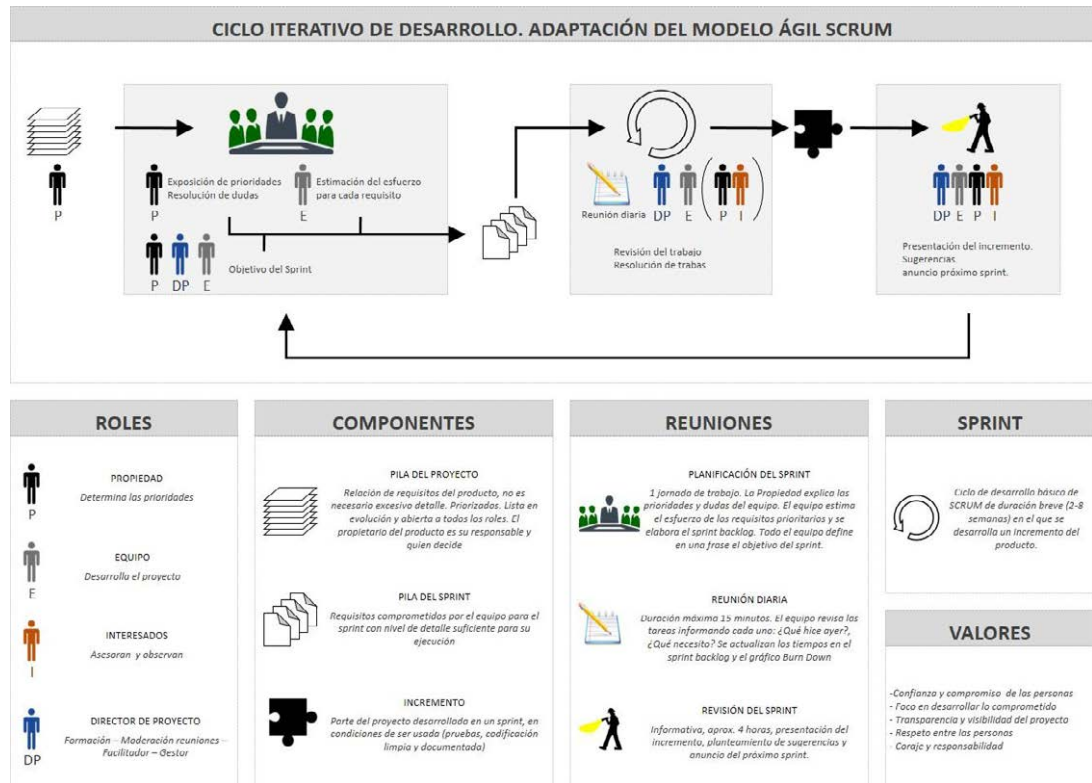 CICLO ITERATIVO DE DESARROLLO. ADAPTACIÓN DEL MODELO ÁGIL SCRUM
P
Exposición de prioridades
Resolución de dudas
P
Estimación del esfuerzo
para cada requisito
E
P DP E
Objetivo del Sprint
Reunión diaria
DP E ( P I )
Revisión del trabajo
Resolución de trabas
DP E P I
Presentación del incremento.
Sugerencias
anuncio próximo sprint.
ROLES
P
PROPIEDAD
Determina las prioridades
E
EQUIPO
Desarrolla el proyecto
I
INTERESADOS
Asesoran y observan
DP
DIRECTOR DE PROYECTO
Formación – Moderación reuniones –
Facilitador – Gestor
COMPONENTES
PILA DEL PROYECTO
Relación de requisitos del producto, no es
necesario excesivo detalle. Priorizados. Lista en
evolución y abierta a todos los roles. El
propietario del producto es su responsable y
quien decide
PILA DEL SPRINT
Requisitos comprometidos por el equipo para el
sprint con nivel de detalle suficiente para su
ejecución
INCREMENTO
Parte del proyecto desarrollada en un sprint, en
condiciones de ser usada (pruebas, codificación
limpia y documentada)
REUNIONES
PLANIFICACIÓN DEL SPRINT
1 jornada de trabajo. La Propiedad explica las
prioridades y dudas del equipo. El equipo estima
el esfuerzo de los requisitos prioritarios y se
elabora el sprint backlog. Todo el equipo define
en una frase el objetivo del sprint.
REUNIÓN DIARIA
Duración máxima 15 minutos. El equipo revisa las
tareas informando cada uno: ¿Qué hice ayer?,
¿Qué necesito? Se actualizan los tiempos en el
sprint backlog y el gráfico Burn Down
REVISIÓN DEL SPRINT
Informativa, aprox. 4 horas, presentación del
incremento, planteamiento de sugerencias y
anuncio del próximo sprint.
SPRINT
Ciclo de desarrollo básico de
SCRUM de duración breve (2-8
semanas) en el que se
desarrolla un incremento del
producto.
VALORES
-Confianza y compromiso de las personas
- Foco en desarrollar lo comprometido
- Transparencia y visibilidad del proyecto
- Respeto entre las personas
- Coraje y responsabilidad